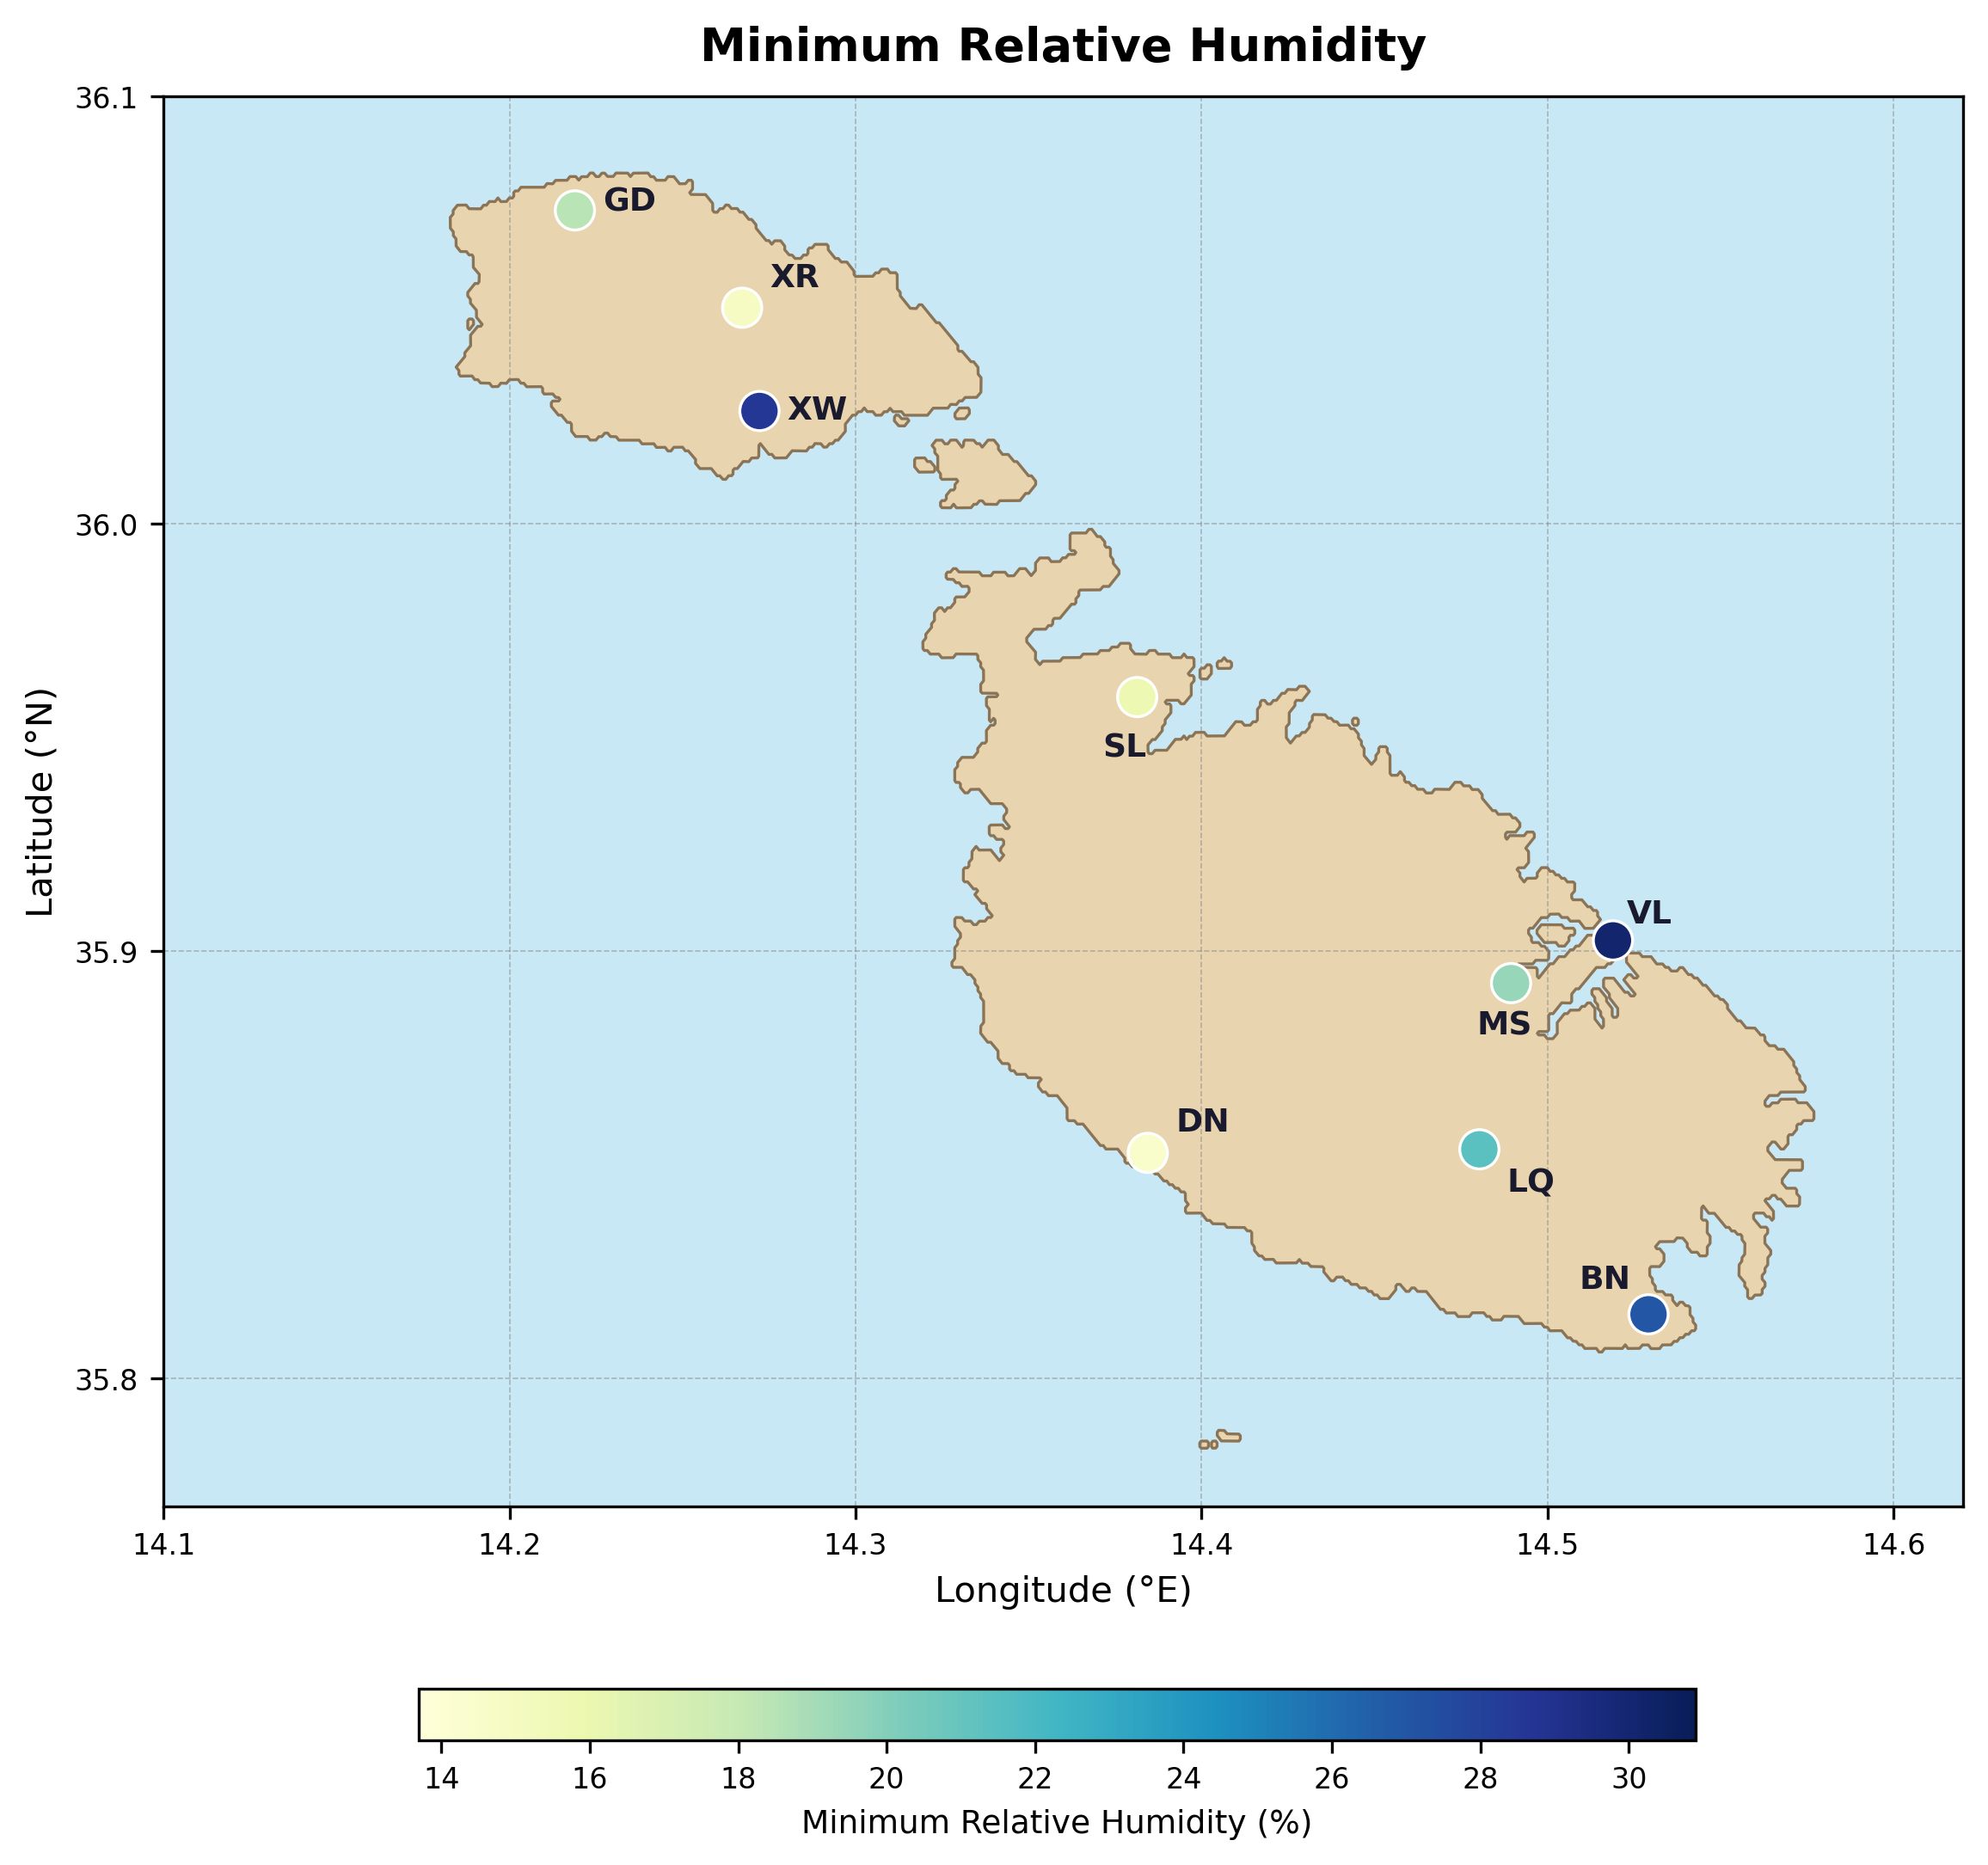 Minimum Relative Humidity
36.1
36.0
35.9
35.8
Latitude (°N)
GD
XR
XW
SL
VL
MS
DN
LQ
BN
14.1 14.2 14.3 14.4 14.5 14.6
Longitude (°E)
14 16 18 20 22 24 26 28 30
Minimum Relative Humidity (%)